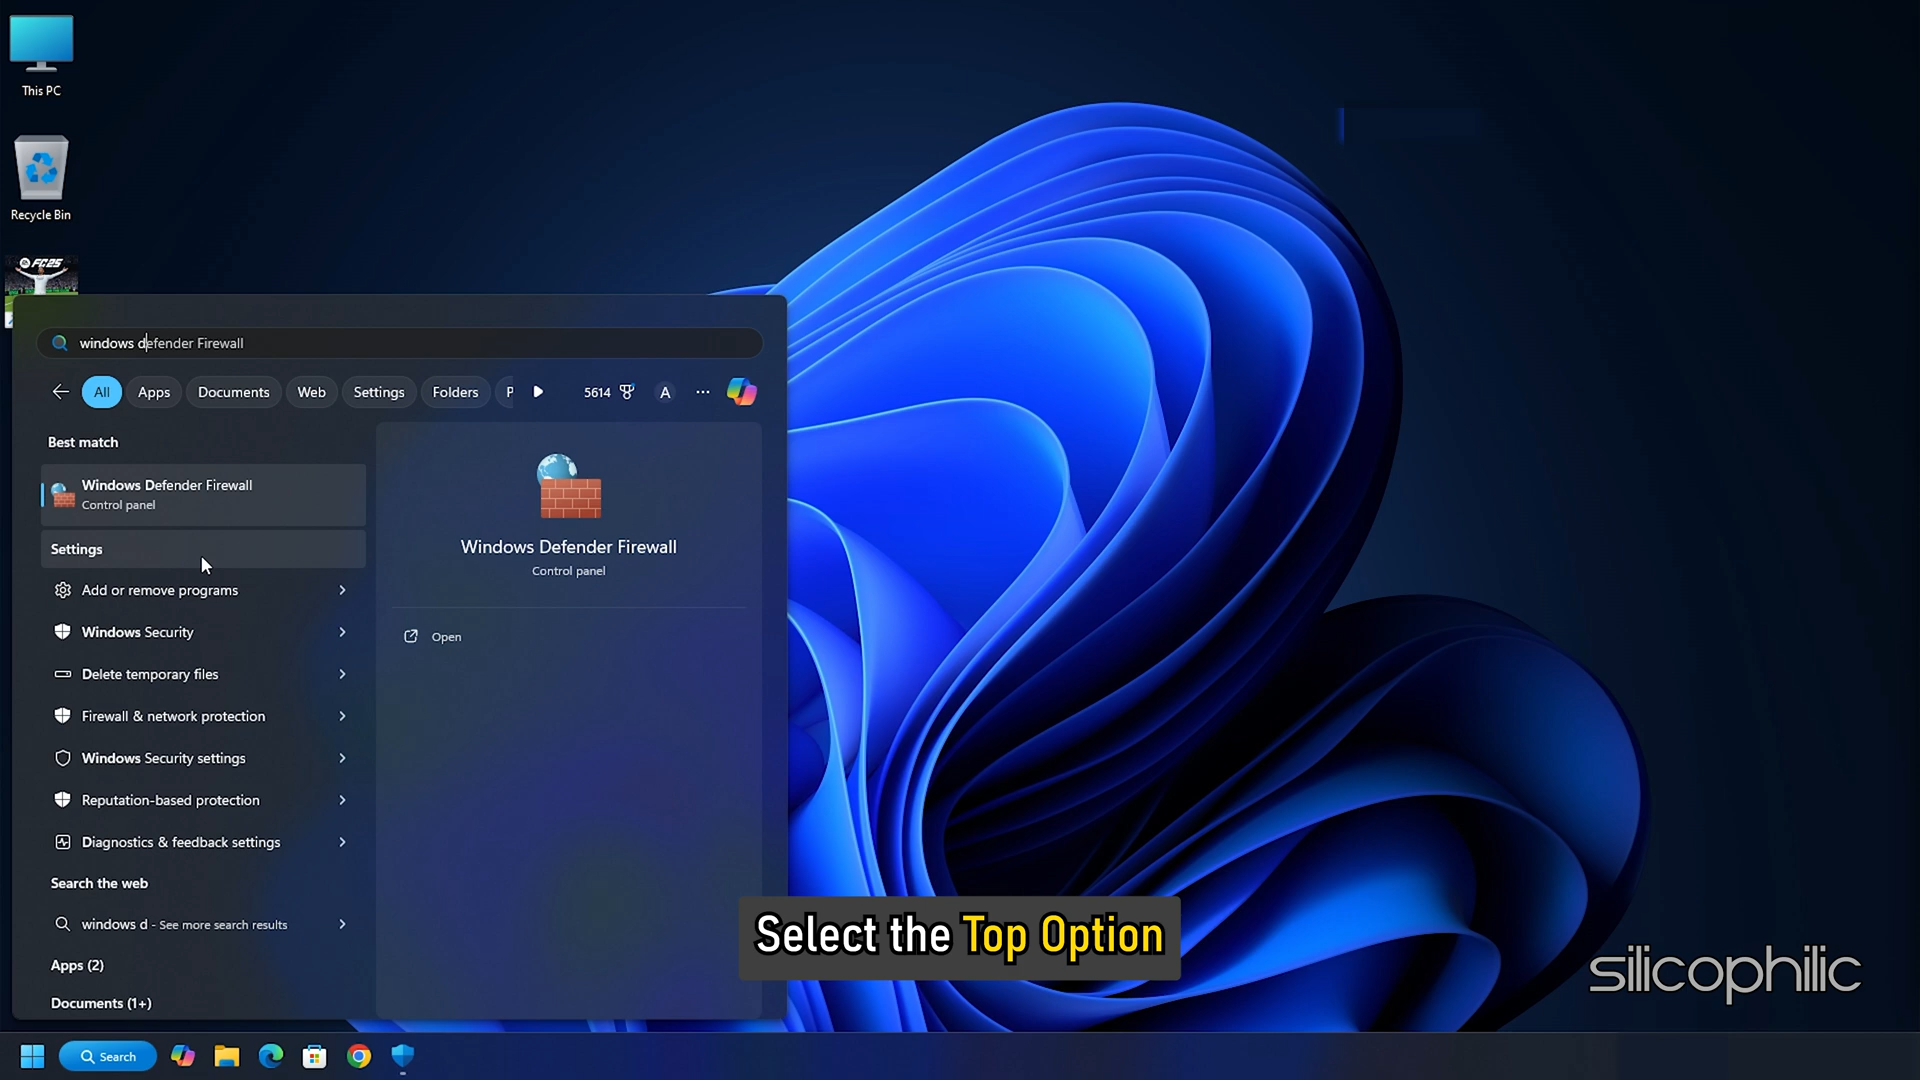 This PC
Recycle Bin
FC25
windows defender Firewall
All
Apps
Documents
Web
Settings
Folders
P
5614
A
Best match
Windows Defender Firewall
Control panel
Settings
Add or remove programs
Windows Security
Delete temporary files
Firewall & network protection
Windows Security settings
Reputation-based protection
Diagnostics & feedback settings
Search the web
windows d - See more search results
Apps (2)
Documents (1+)
Windows Defender Firewall
Control panel
Open
Select the Top Option
silicophilic
Search